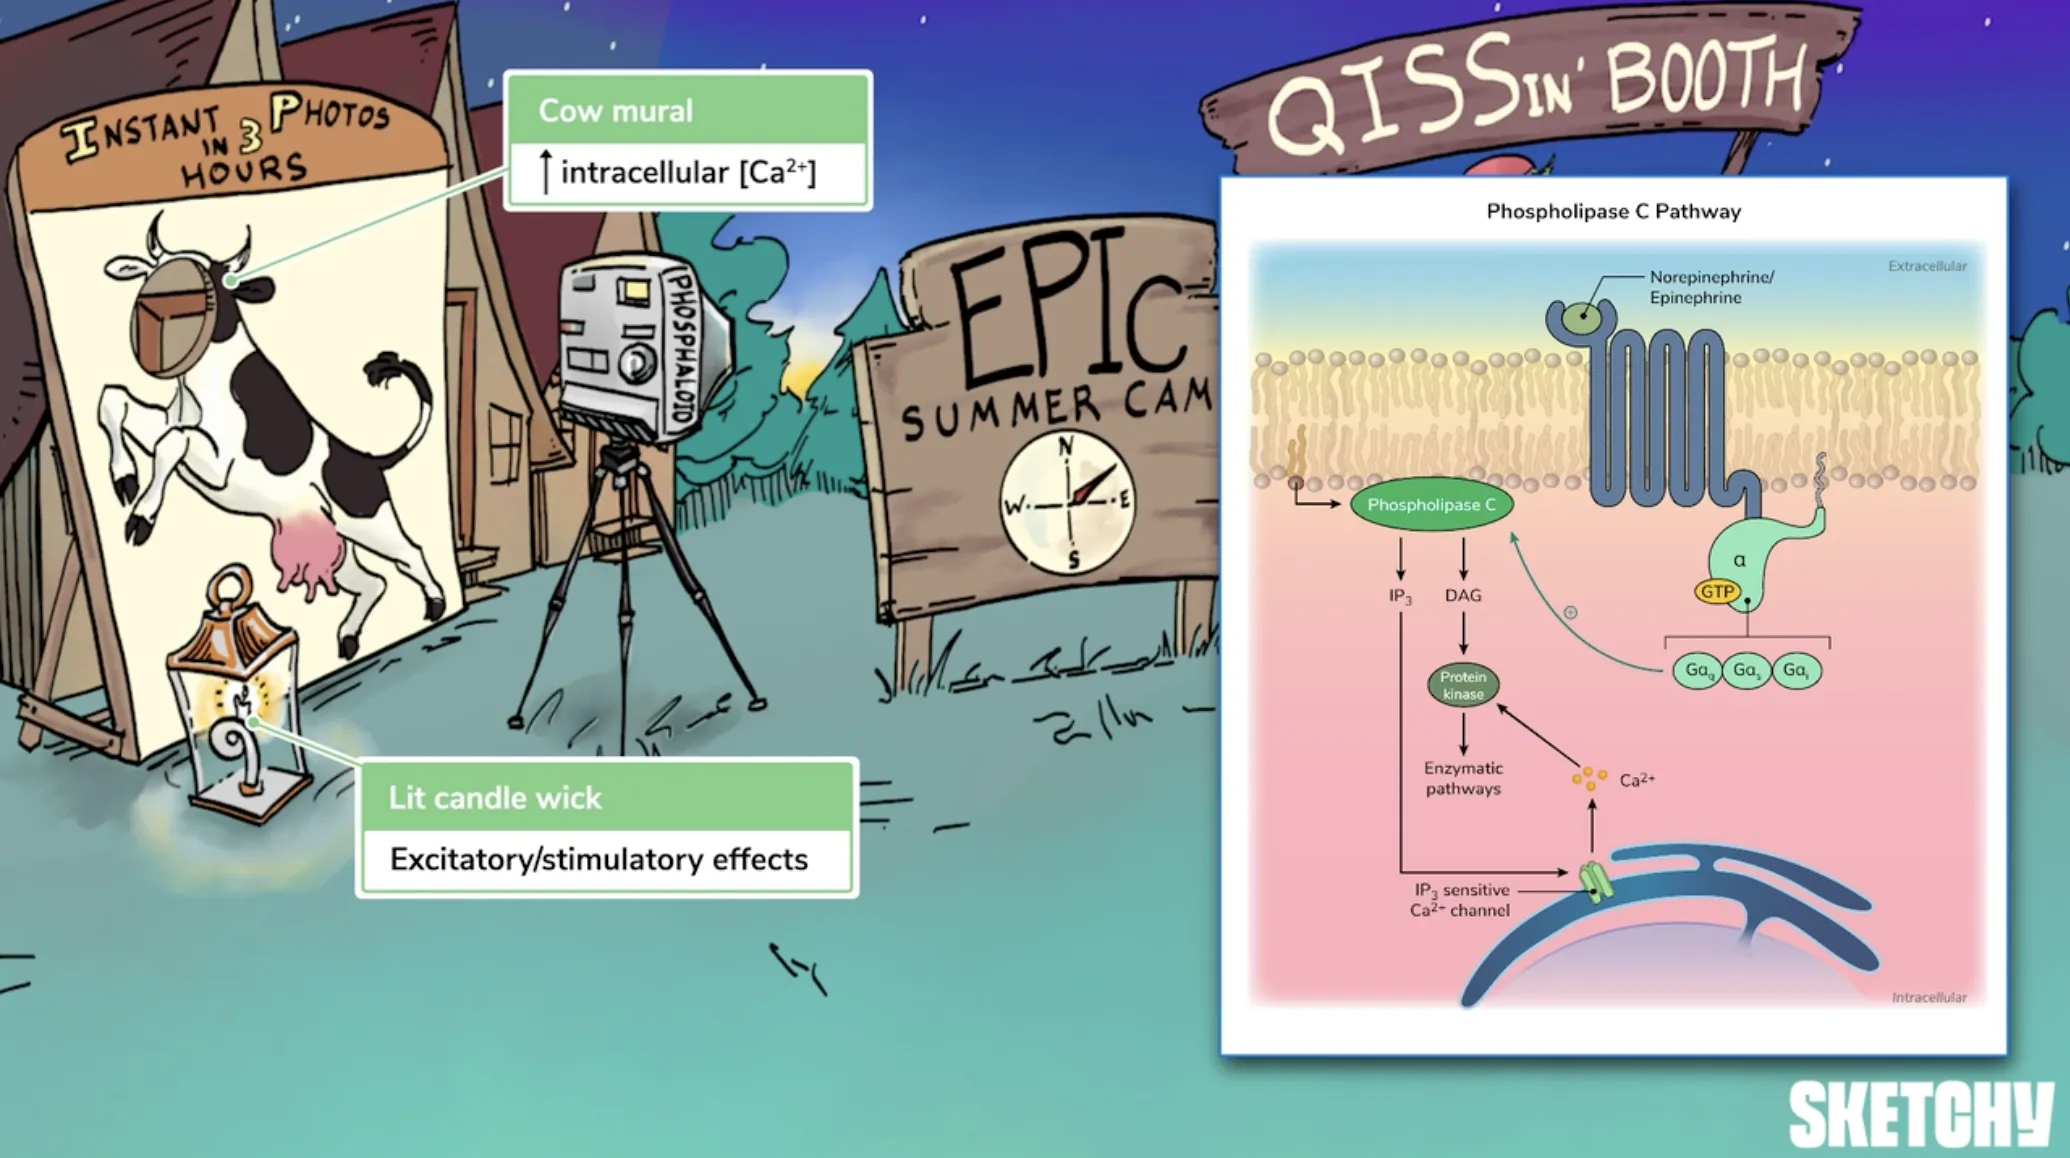 INSTANT
IN 3
PHOTOS
HOURS
Cow mural
↑ intracellular [Ca²⁺]
PHOSPHALOTO
EPIC
SUMMER CAM
N
W
E
S
QISSIN' BOOTH
Lit candle wick
Excitatory/stimulatory effects
Phospholipase C Pathway
Extracellular
Norepinephrine/
Epinephrine
Phospholipase C
α
GTP
IP₃
DAG
Gαq
Gαs
Gαi
Protein
kinase
Enzymatic
pathways
Ca²⁺
IP₃ sensitive
Ca²⁺ channel
Intracellular
SKETCHY